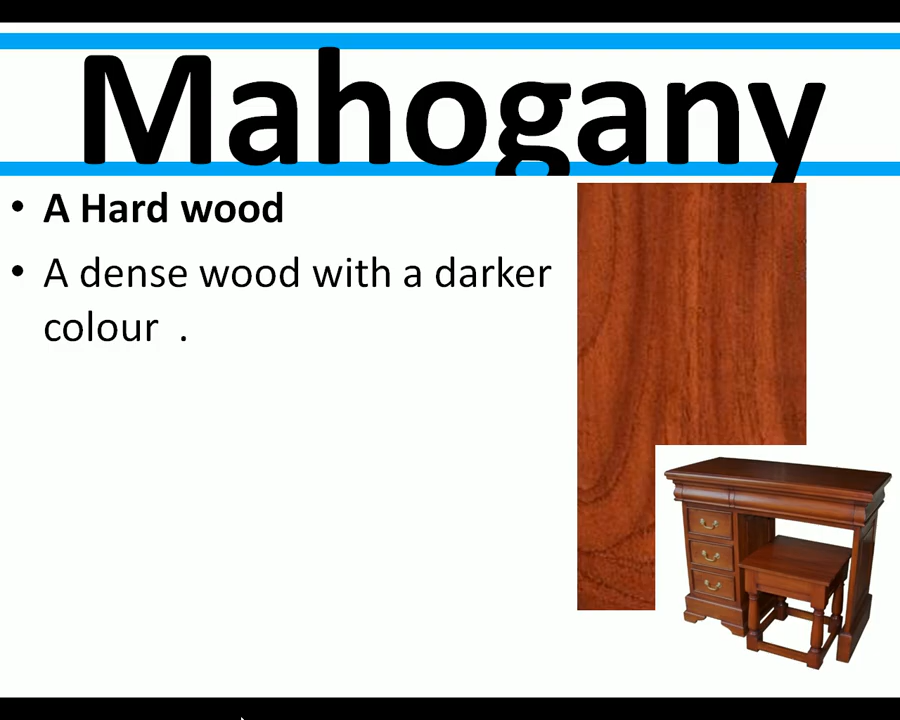 Mahogany
• A Hard wood
• A dense wood with a darker
colour .